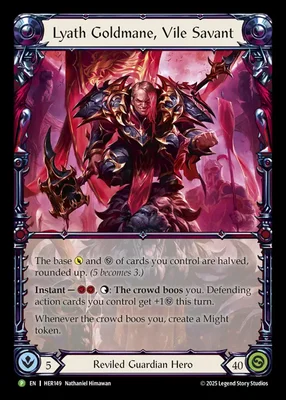 Lyath Goldmane, Vile Savant
The base and of cards you control are halved,
rounded up. (5 becomes 3.)
Instant — , : The crowd boos you. Defending
action cards you control get +1 this turn.
Whenever the crowd boos you, create a Might
token.
5
Reviled Guardian Hero
40
P EN | HER149 Nathaniel Himawan
© 2025 Legend Story Studios